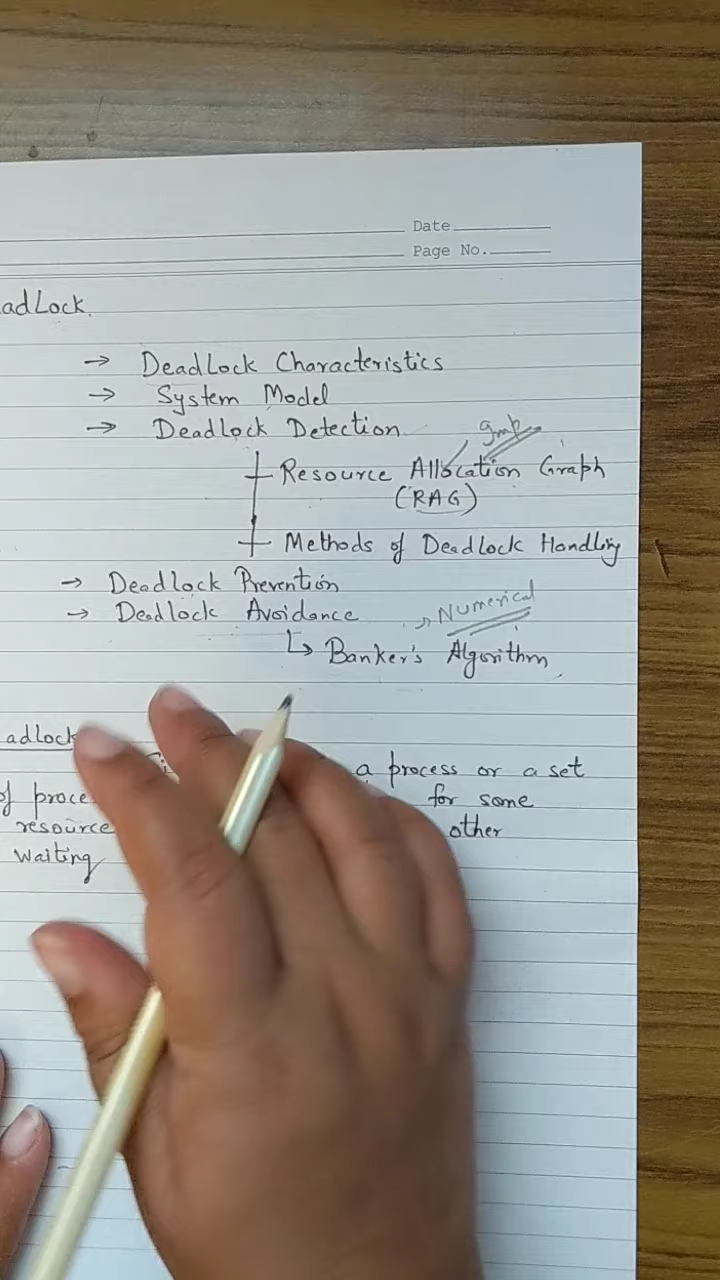 Date
Page No.
adLock.
→ DeadLock Characteristics
→ System Model
→ DeadLock Detection
Imp
Resource Allocation Graph
(RAG)
Methods of DeadLock Handling
→ Deadlock Prevention
→ Deadlock Avoidance
→ Numerical
↳ Banker's Algorithm
adlock
a process or a set
of proce for some
resource other
waiting